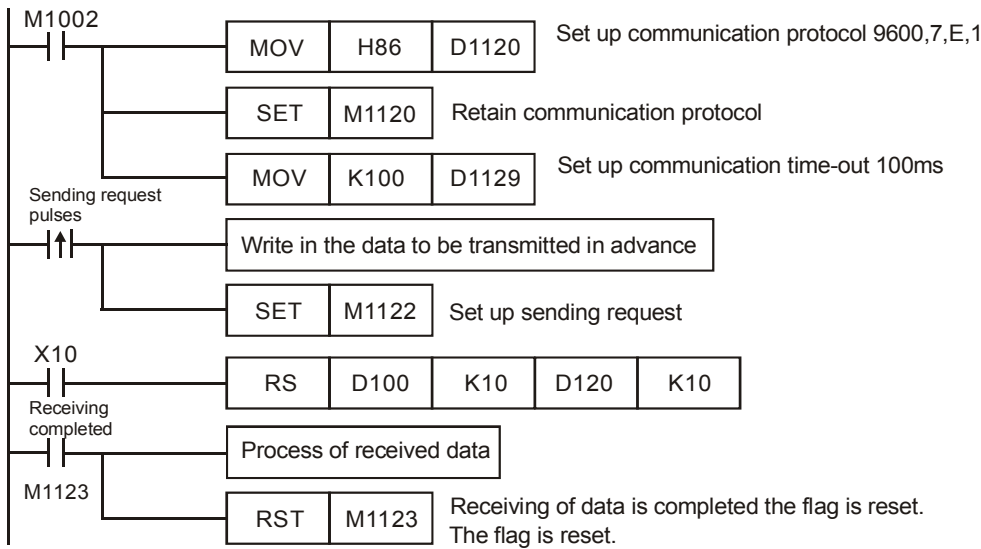 M1002
MOV H86 D1120 Set up communication protocol 9600,7,E,1
SET M1120 Retain communication protocol
MOV K100 D1129 Set up communication time-out 100ms
Sending request
pulses
Write in the data to be transmitted in advance
SET M1122 Set up sending request
X10
RS D100 K10 D120 K10
Receiving
completed
Process of received data
M1123
RST M1123 Receiving of data is completed the flag is reset.
The flag is reset.